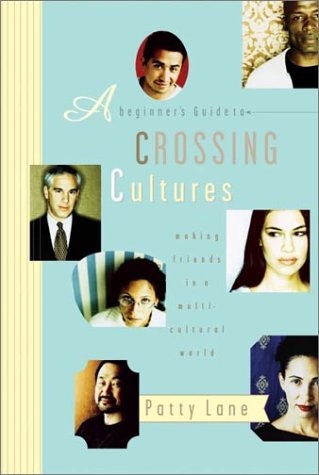 A beginner's Guide to
CROSSING
Cultures
making
friends
in a
multi-
cultural
world
Patty Lane